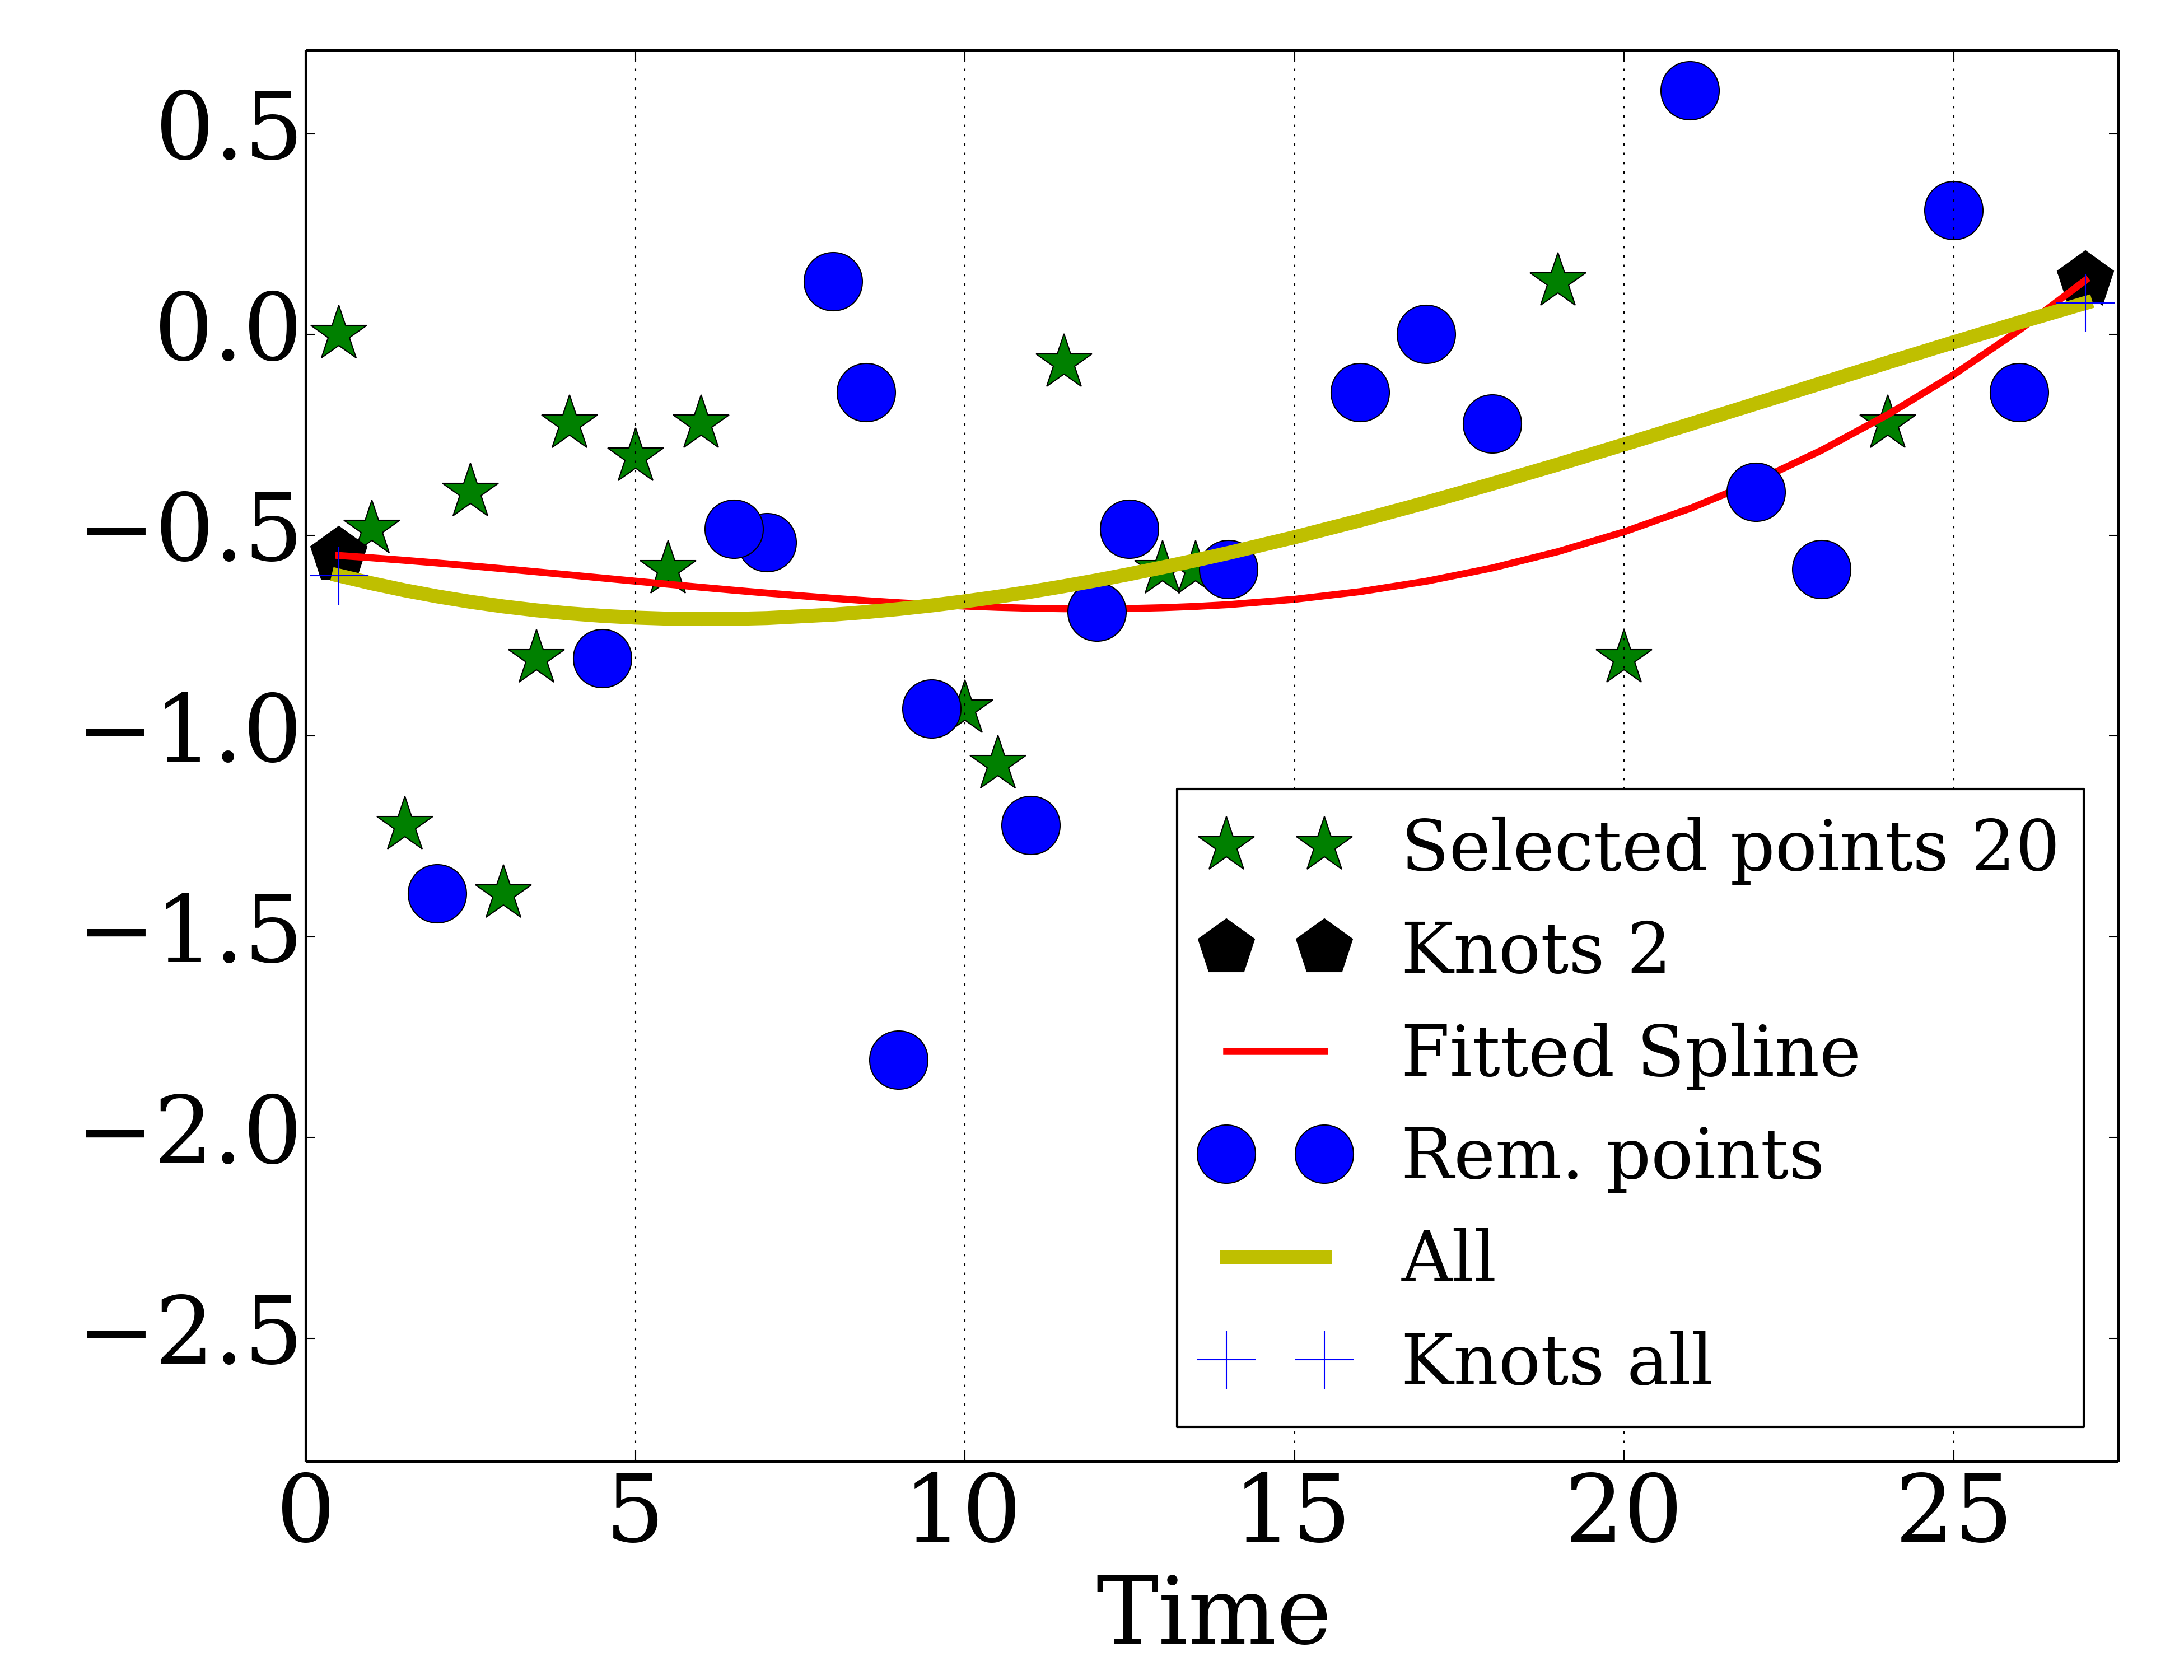 0.5
0.0
−0.5
−1.0
−1.5
−2.0
−2.5
0 5 10 15 20 25
Time
Selected points 20
Knots 2
Fitted Spline
Rem. points
All
Knots all